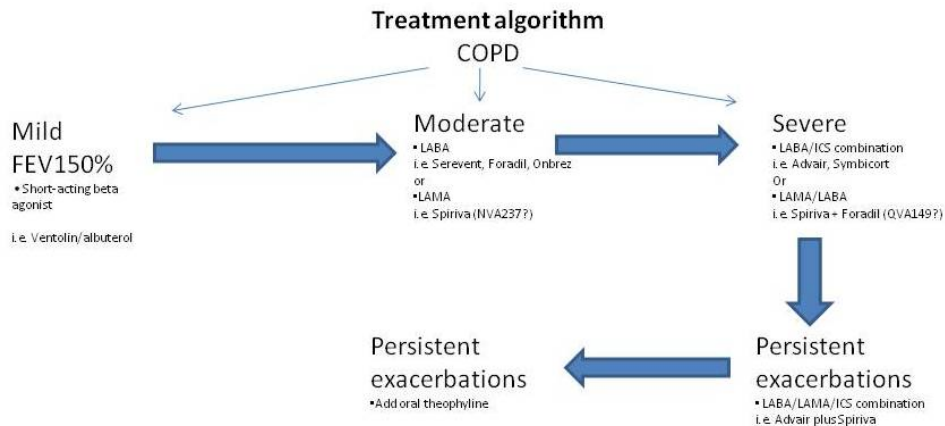 Treatment algorithm
COPD
Mild
FEV150%
▪Short-acting beta
agonist
i.e. Ventolin/albuterol
Moderate
▪LABA
i.e. Serevent, Foradil, Onbrez
or
▪LAMA
i.e. Spiriva (NVA237?)
Severe
▪LABA/ICS combination
i.e. Advair, Symbicort
Or
▪LAMA/LABA
i.e. Spiriva + Foradil (QVA149?)
Persistent
exacerbations
▪Add oral theophyline
Persistent
exacerbations
▪LABA/LAMA/ICS combination
i.e. Advair plus Spiriva